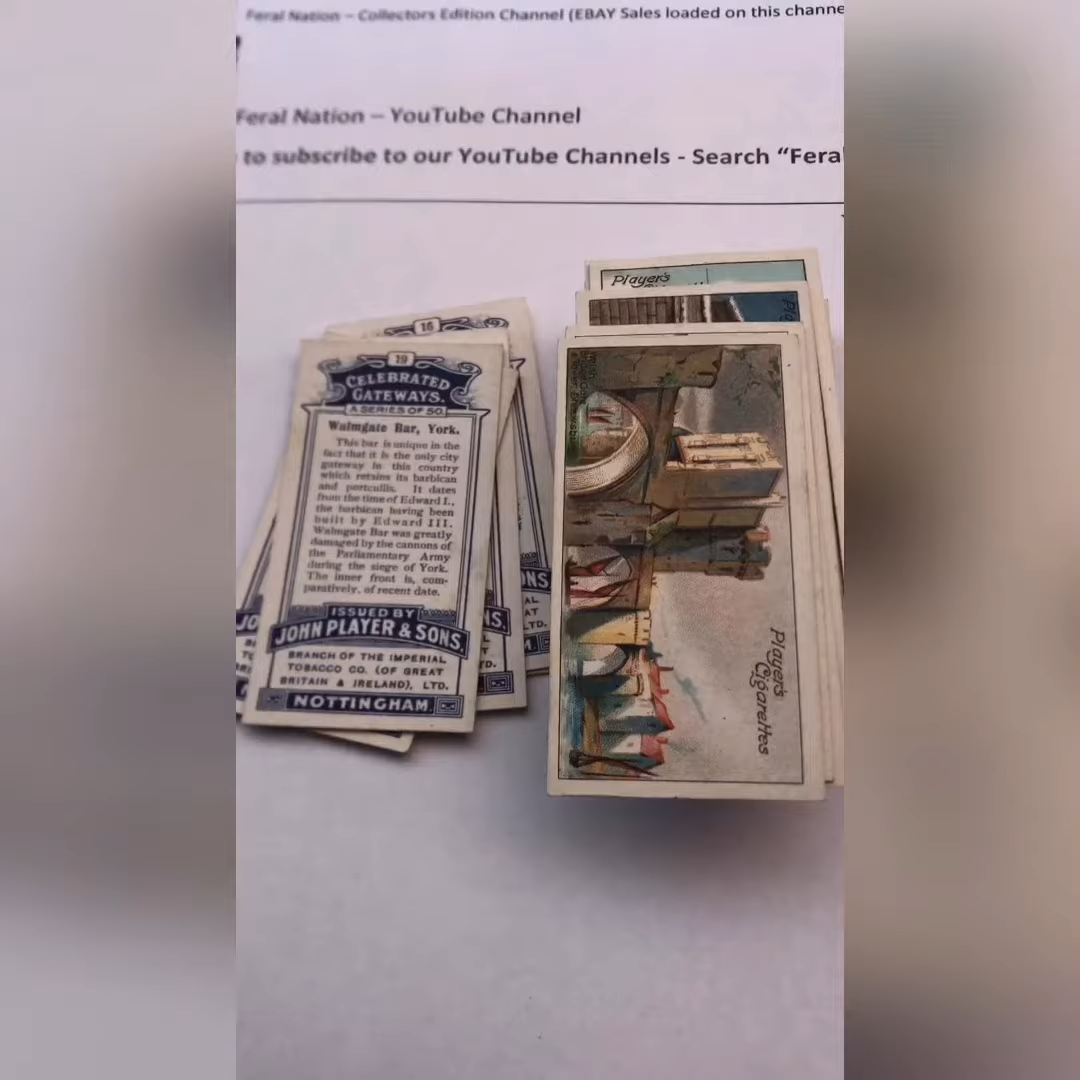 Feral Nation – Collectors Edition Channel (EBAY Sales loaded on this channe
Feral Nation – YouTube Channel
to subscribe to our YouTube Channels - Search “Feral
Player's
16
19
CELEBRATED
GATEWAYS.
A SERIES OF 50.
Walmgate Bar, York.
This bar is unique in the
fact that it is the only city
gateway in this country
which retains its barbican
and portcullis. It dates
from the time of Edward I.,
the barbican having been
built by Edward III.
Walmgate Bar was greatly
damaged by the cannons of
the Parliamentary Army
during the siege of York.
The inner front is, com-
paratively, of recent date.
ISSUED BY
JOHN PLAYER & SONS,
BRANCH OF THE IMPERIAL
TOBACCO CO. (OF GREAT
BRITAIN & IRELAND), LTD.
NOTTINGHAM.
JO
NS.
LTD.
Player's
Cigarettes